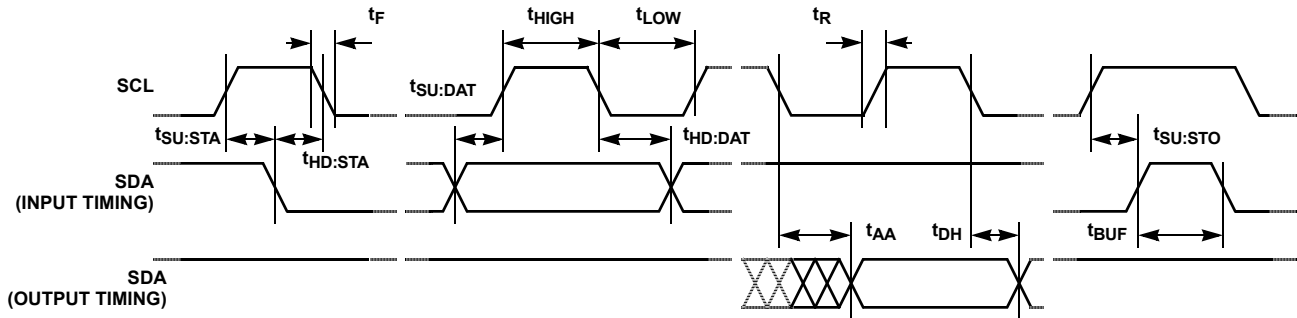 tF
tHIGH
tLOW
tR
SCL
tSU:DAT
tSU:STA
tHD:STA
tHD:DAT
tSU:STO
SDA
(INPUT TIMING)
tAA
tDH
tBUF
SDA
(OUTPUT TIMING)